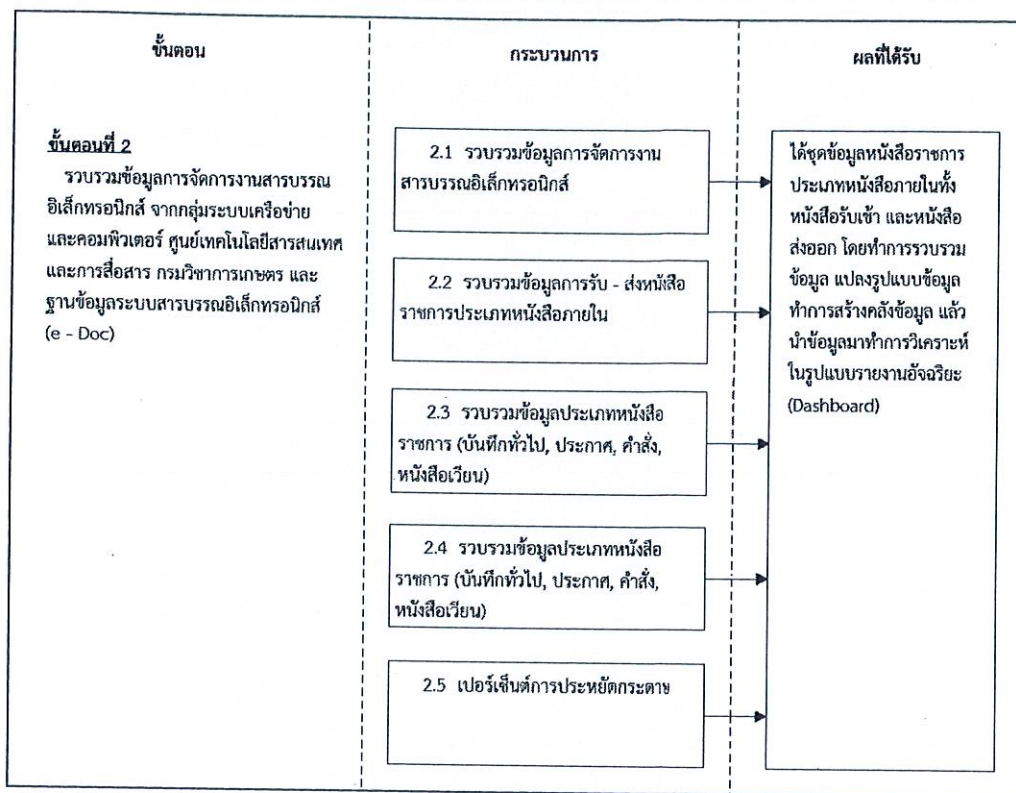 ขั้นตอน
กระบวนการ
ผลที่ได้รับ
ขั้นตอนที่ 2
รวบรวมข้อมูลการจัดการงานสารบรรณ
อิเล็กทรอนิกส์ จากกลุ่มระบบเครือข่าย
และคอมพิวเตอร์ ศูนย์เทคโนโลยีสารสนเทศ
และการสื่อสาร กรมวิชาการเกษตร และ
ฐานข้อมูลระบบสารบรรณอิเล็กทรอนิกส์
(e - Doc)
2.1 รวบรวมข้อมูลการจัดการงาน
สารบรรณอิเล็กทรอนิกส์
2.2 รวบรวมข้อมูลการรับ - ส่งหนังสือ
ราชการประเภทหนังสือภายใน
2.3 รวบรวมข้อมูลประเภทหนังสือ
ราชการ (บันทึกทั่วไป, ประกาศ, คำสั่ง,
หนังสือเวียน)
2.4 รวบรวมข้อมูลประเภทหนังสือ
ราชการ (บันทึกทั่วไป, ประกาศ, คำสั่ง,
หนังสือเวียน)
2.5 เปอร์เซ็นต์การประหยัดกระดาษ
ได้ชุดข้อมูลหนังสือราชการ
ประเภทหนังสือภายในทั้ง
หนังสือรับเข้า และหนังสือ
ส่งออก โดยทำการรวบรวม
ข้อมูล แปลงรูปแบบข้อมูล
ทำการสร้างคลังข้อมูล แล้ว
นำข้อมูลมาทำการวิเคราะห์
ในรูปแบบรายงานอัจฉริยะ
(Dashboard)